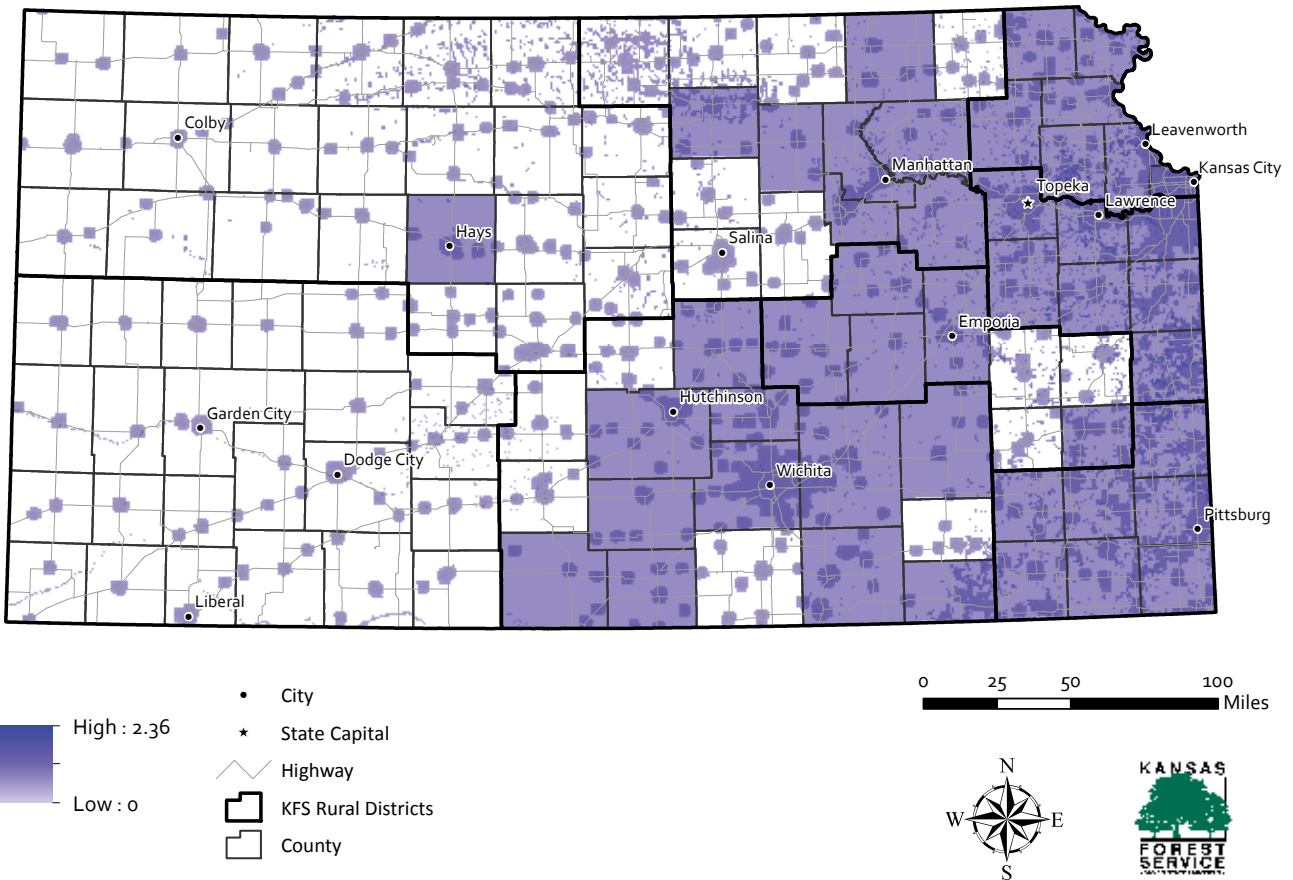 Leavenworth
Colby
Manhattan
Kansas City
Topeka
Lawrence
Hays
Salina
Emporia
Hutchinson
Garden City
Dodge City
Wichita
Pittsburg
Liberal
High : 2.36
Low : 0
City
State Capital
Highway
KFS Rural Districts
County
0 25 50 100
Miles
N
W E
S
KANSAS
FOREST
SERVICE